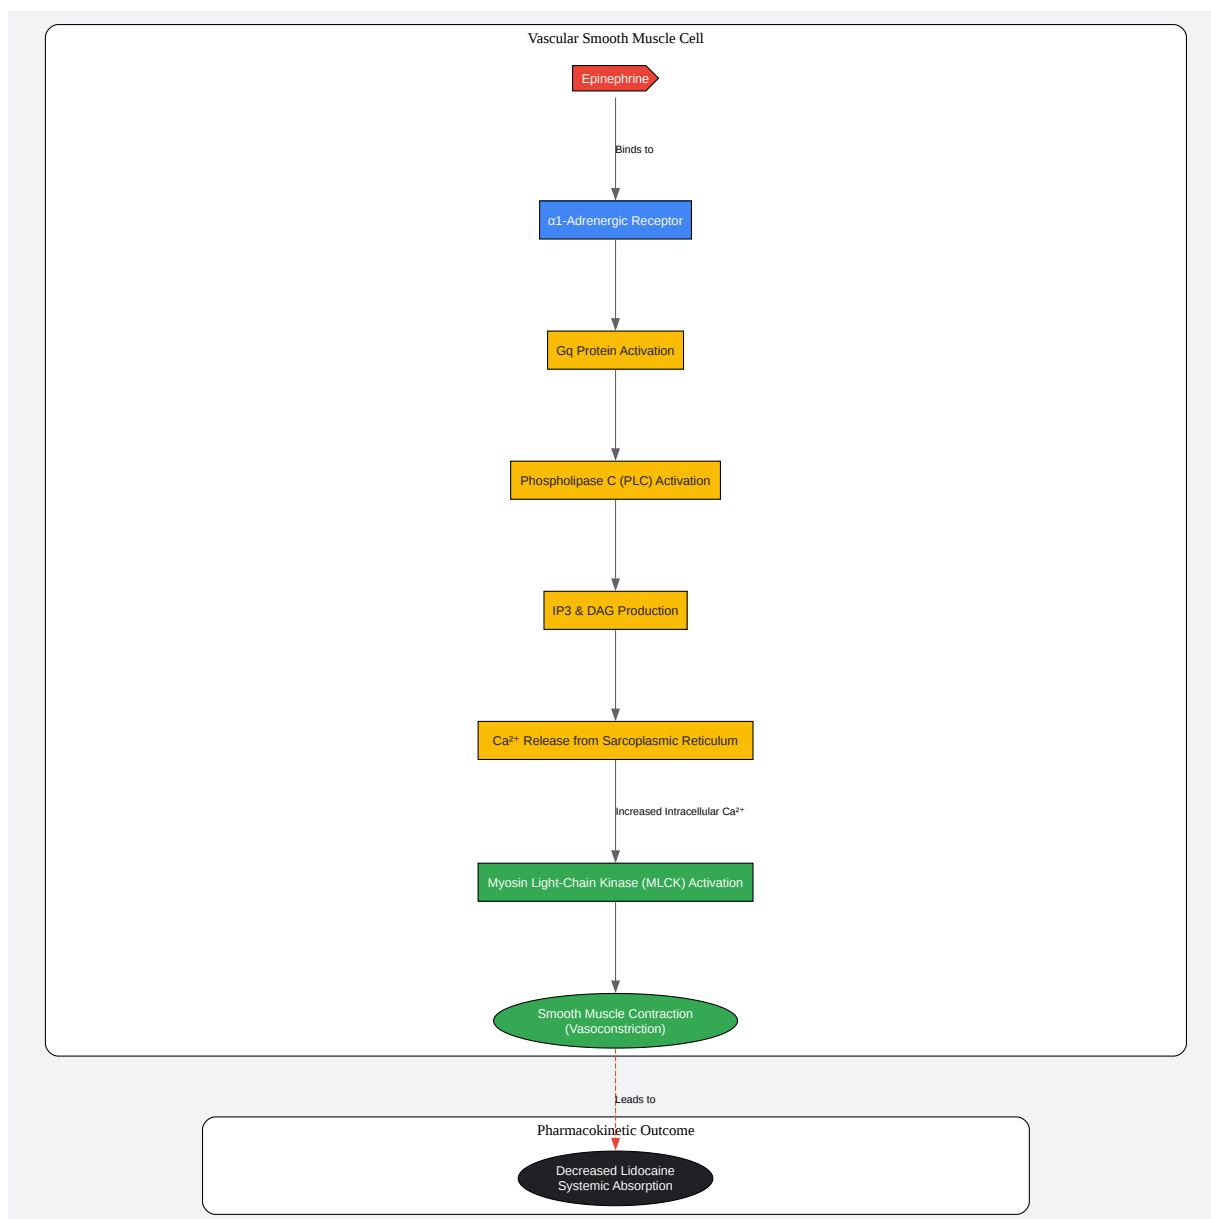 Vascular Smooth Muscle Cell
Epinephrine
Binds to
α1-Adrenergic Receptor
Gq Protein Activation
Phospholipase C (PLC) Activation
IP3 & DAG Production
Ca²⁺ Release from Sarcoplasmic Reticulum
Increased Intracellular Ca²⁺
Myosin Light-Chain Kinase (MLCK) Activation
Smooth Muscle Contraction
(Vasoconstriction)
Leads to
Pharmacokinetic Outcome
Decreased Lidocaine
Systemic Absorption